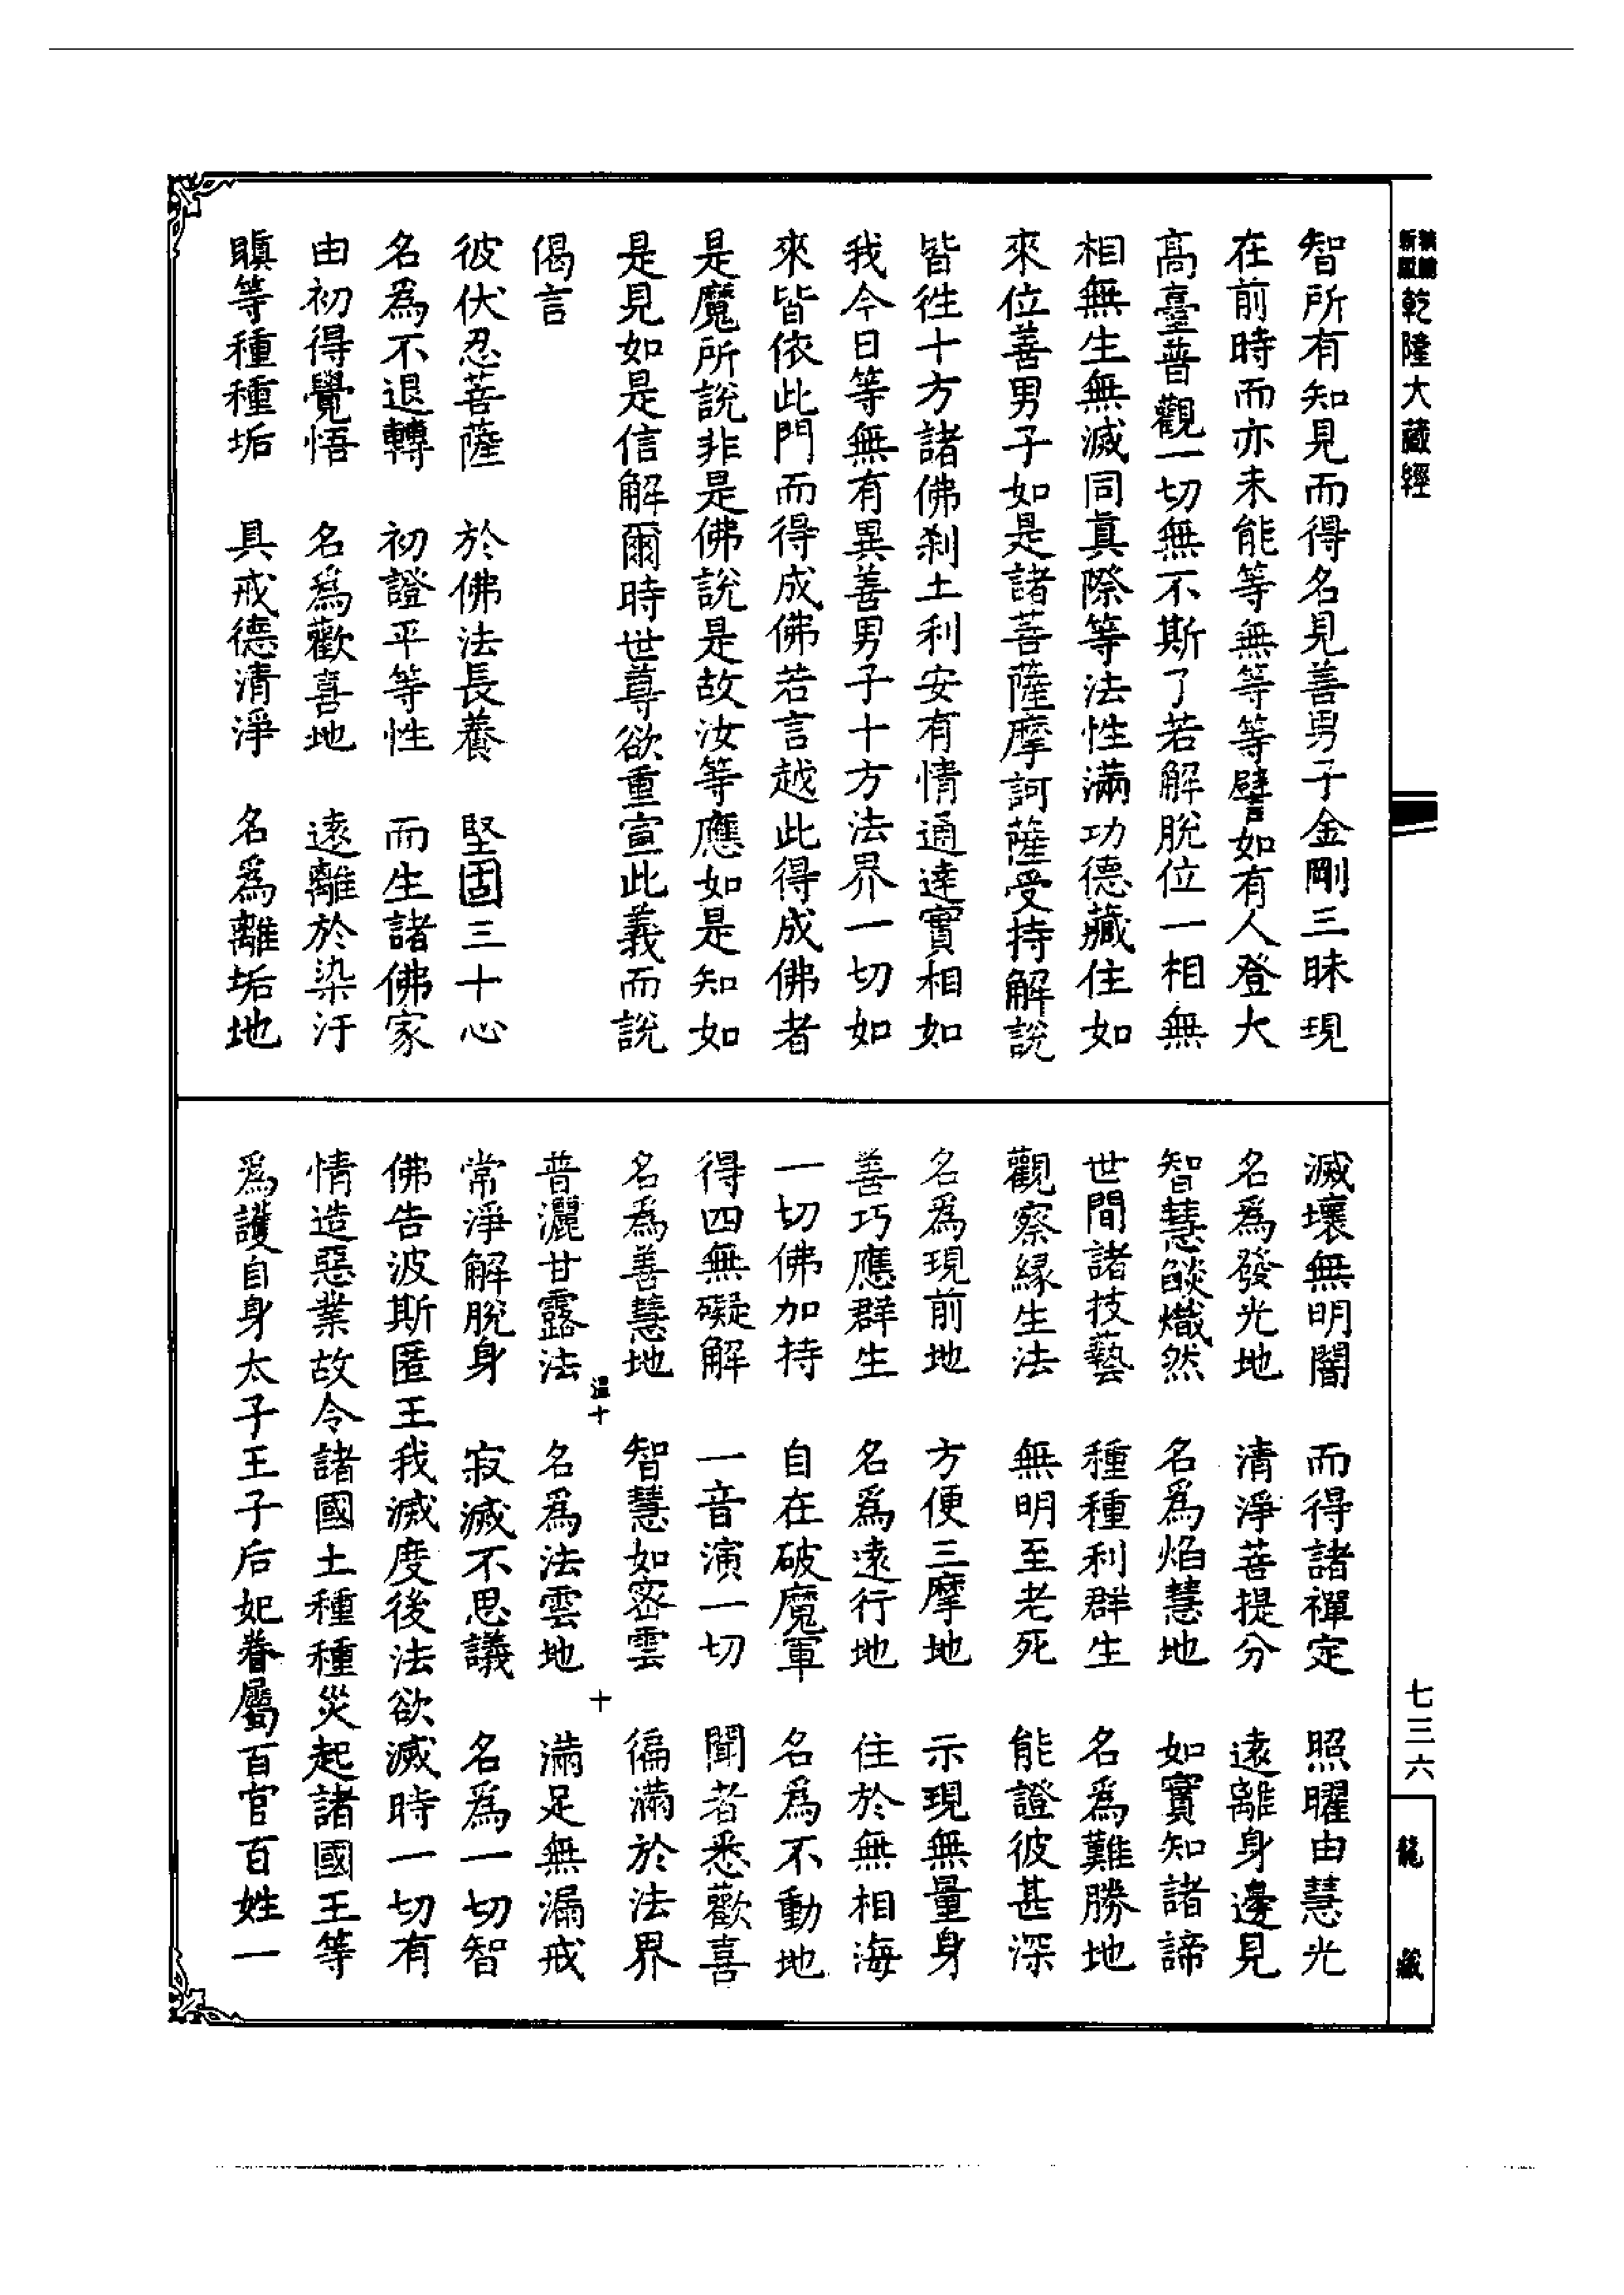 乾隆大藏經
智所有知見而得名見善男子金剛三昧現
在前時而亦未能等無等等譬如有人登大
高臺普觀一切無不斯了若解脫位一相無
相無生無滅同真際等法性滿功德藏住如
來位善男子如是諸菩薩摩訶薩受持解說
皆徃十方諸佛刹土利安有情通達實相如
我今日等無有異善男子十方法界一切如
來皆依此門而得成佛若言越此得成佛者
是魔所說非是佛說是故汝等應如是知如
是見如是信解爾時世尊欲重宣此義而說
偈言
彼伏忍菩薩　於佛法長養　堅固三十心
名爲不退轉　初證平等性　而生諸佛家
由初得覺悟　名爲歡喜地　遠離於染汙
瞋等種種垢　具戒德清淨　名爲離垢地
滅壞無明闇　而得諸禪定　照曜由慧光
名爲發光地　清淨菩提分　遠離身邊見
智慧燄熾然　名爲焰慧地　如實知諸諦
世間諸技藝　種種利群生　名爲難勝地
觀察緣生法　無明至老死　能證彼甚深
名爲現前地　方便三摩地　示現無量身
善巧應群生　名爲遠行地　住於無相海
一切佛加持　自在破魔軍　名爲不動地
得四無礙解　一音演一切　聞者悉歡喜
名爲善慧地　智慧如密雲　徧滿於法界
溫十　十
普灑甘露法　名爲法雲地　滿足無漏戒
常淨解脫身　寂滅不思議　名爲一切智
佛告波斯匿王我滅度後法欲滅時一切有
情造惡業故令諸國土種種災起諸國王等
爲護自身太子王子后妃眷屬百官百姓一
七三六
龍藏